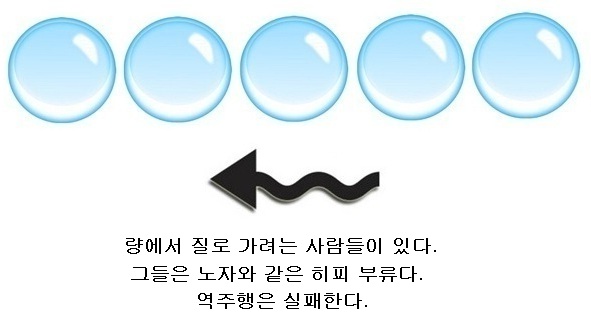 량에서 질로 가려는 사람들이 있다.
그들은 노자와 같은 히피 부류다.
역주행은 실패한다.